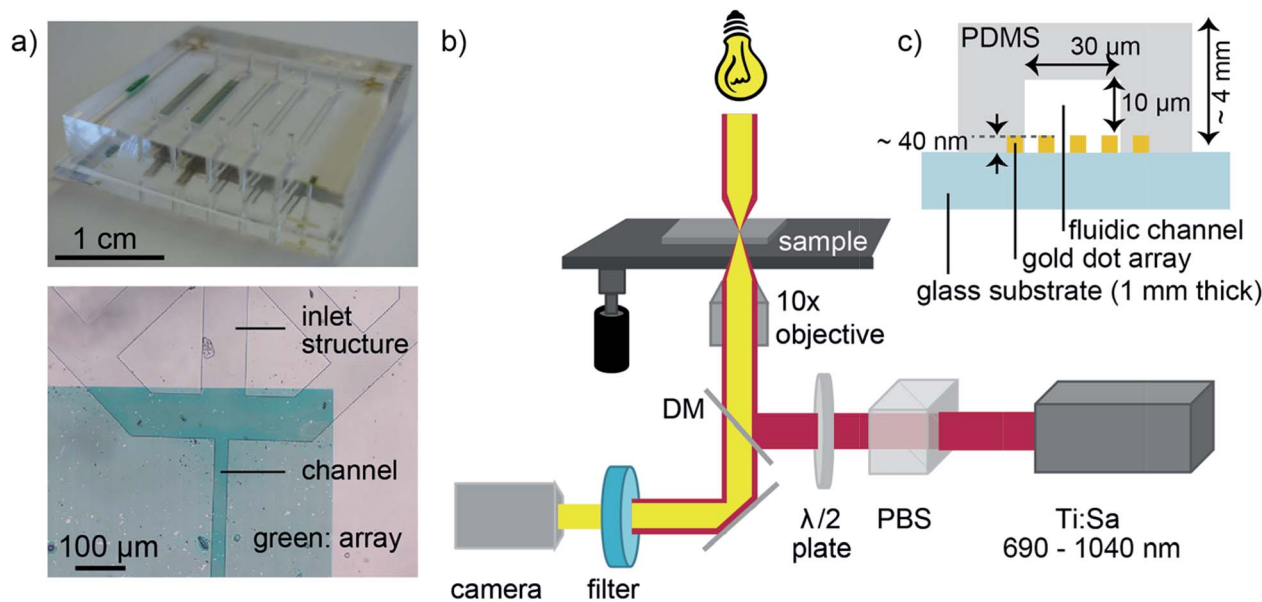 a)
1 cm
inlet
structure
channel
green: array
100 µm
b)
sample
10x
objective
DM
λ/2
plate
PBS
Ti:Sa
690 - 1040 nm
camera
filter
c)
PDMS
30 µm
10 µm
~ 4 mm
~ 40 nm
fluidic channel
gold dot array
glass substrate (1 mm thick)